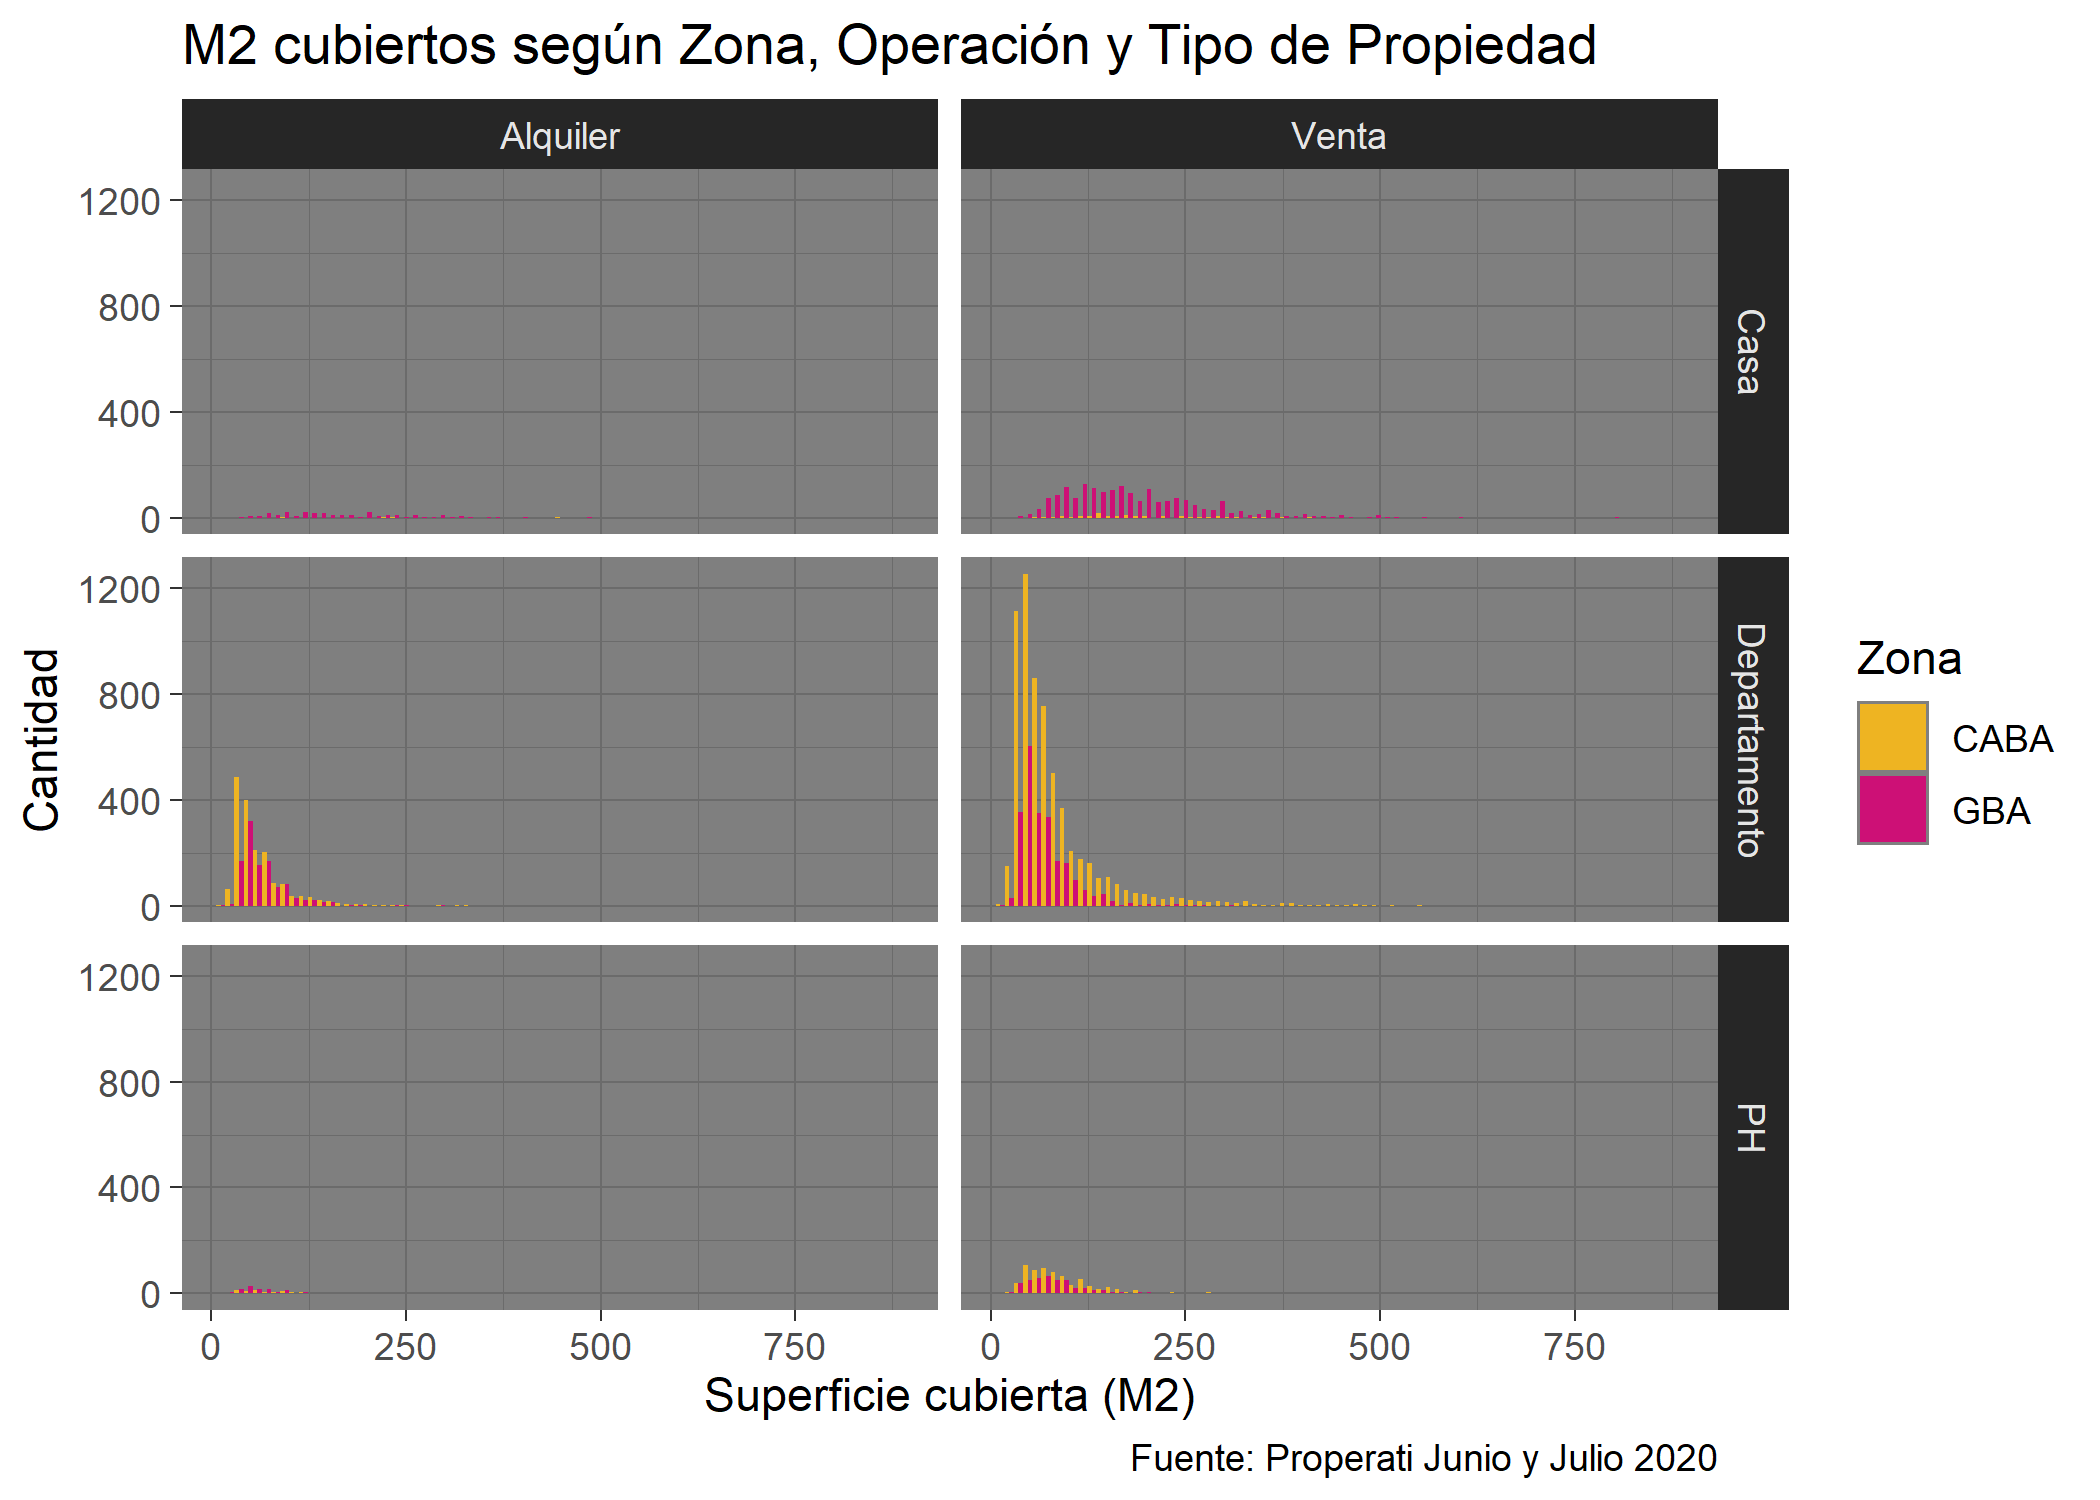 M2 cubiertos según Zona, Operación y Tipo de Propiedad
Alquiler
Venta
1200
800
400
0
Casa
1200
800
400
0
Departamento
1200
800
400
0
PH
Cantidad
0
250
500
750
0
250
500
750
Superficie cubierta (M2)
Zona
CABA
GBA
Fuente: Properati Junio y Julio 2020